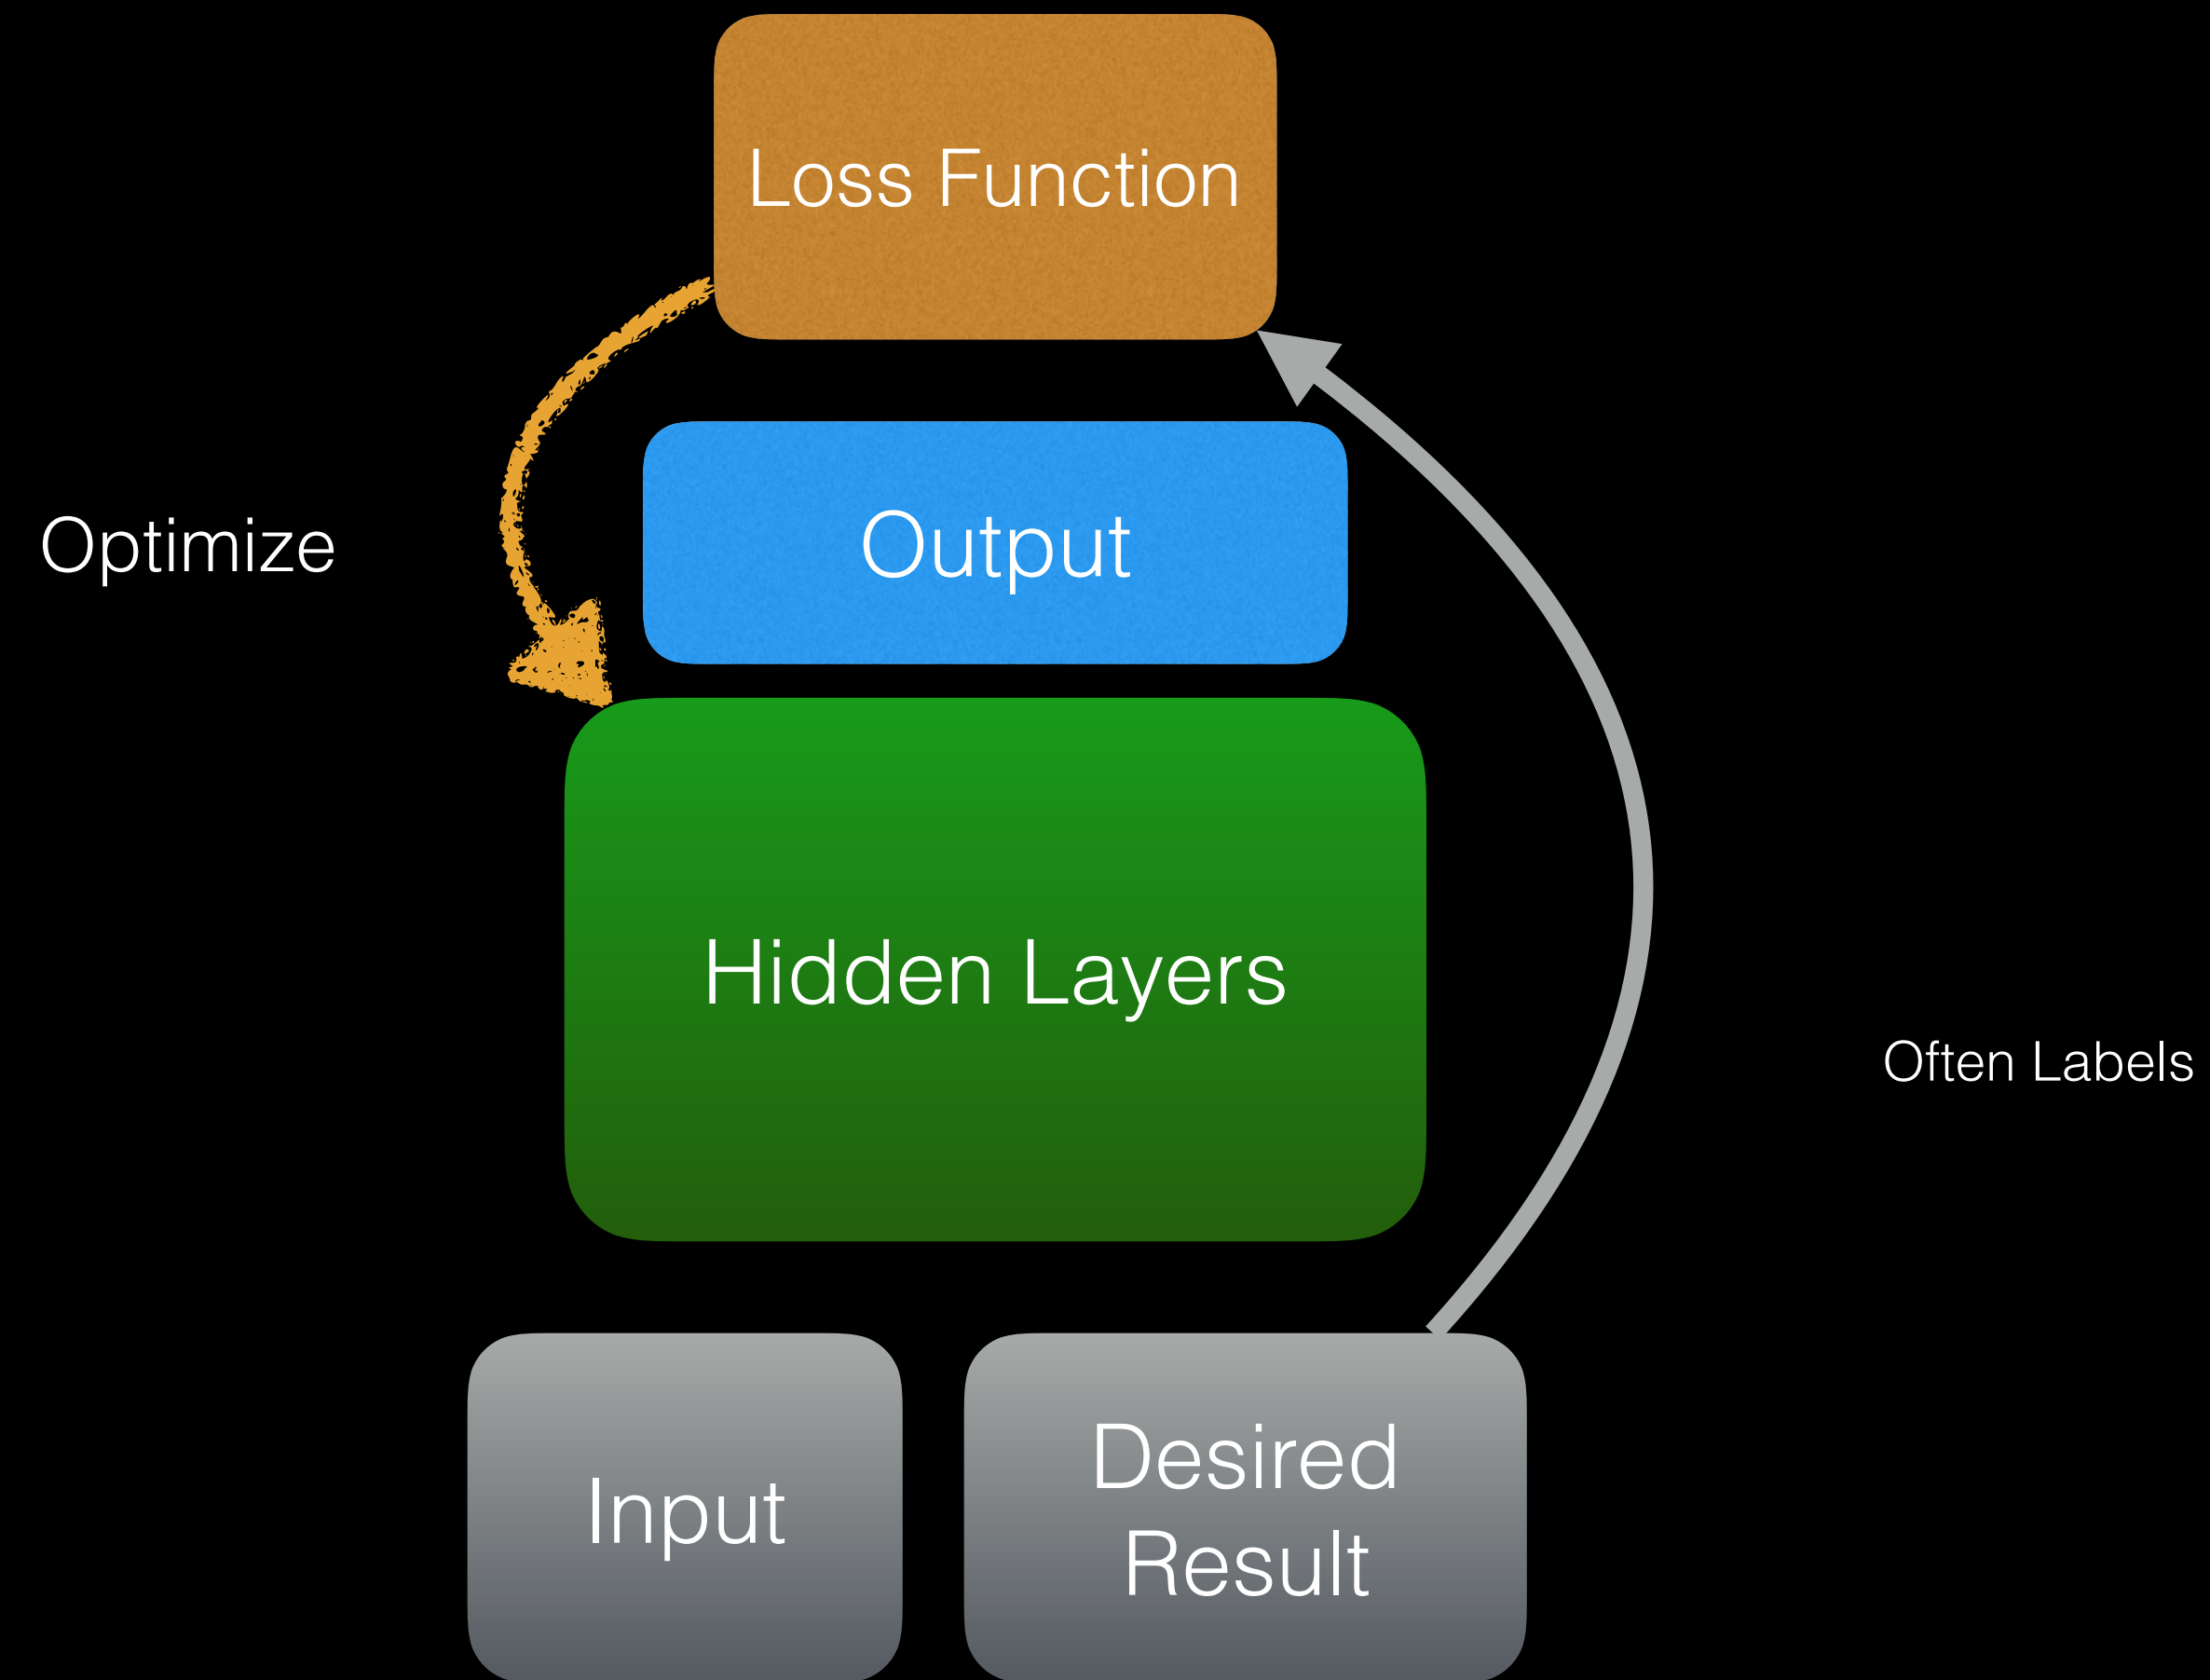 Loss Function
Optimize
Output
Hidden Layers
Often Labels
Input
Desired
Result